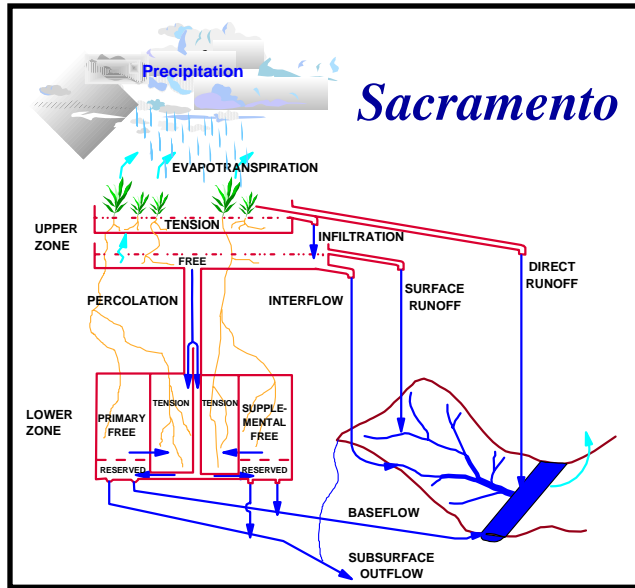 Precipitation
Sacramento
EVAPOTRANSPIRATION
TENSION
UPPER
ZONE
INFILTRATION
FREE
DIRECT
RUNOFF
PERCOLATION
INTERFLOW
SURFACE
RUNOFF
LOWER
ZONE
PRIMARY
FREE
TENSION
TENSION
SUPPLE-
MENTAL
FREE
RESERVED
RESERVED
BASEFLOW
SUBSURFACE
OUTFLOW